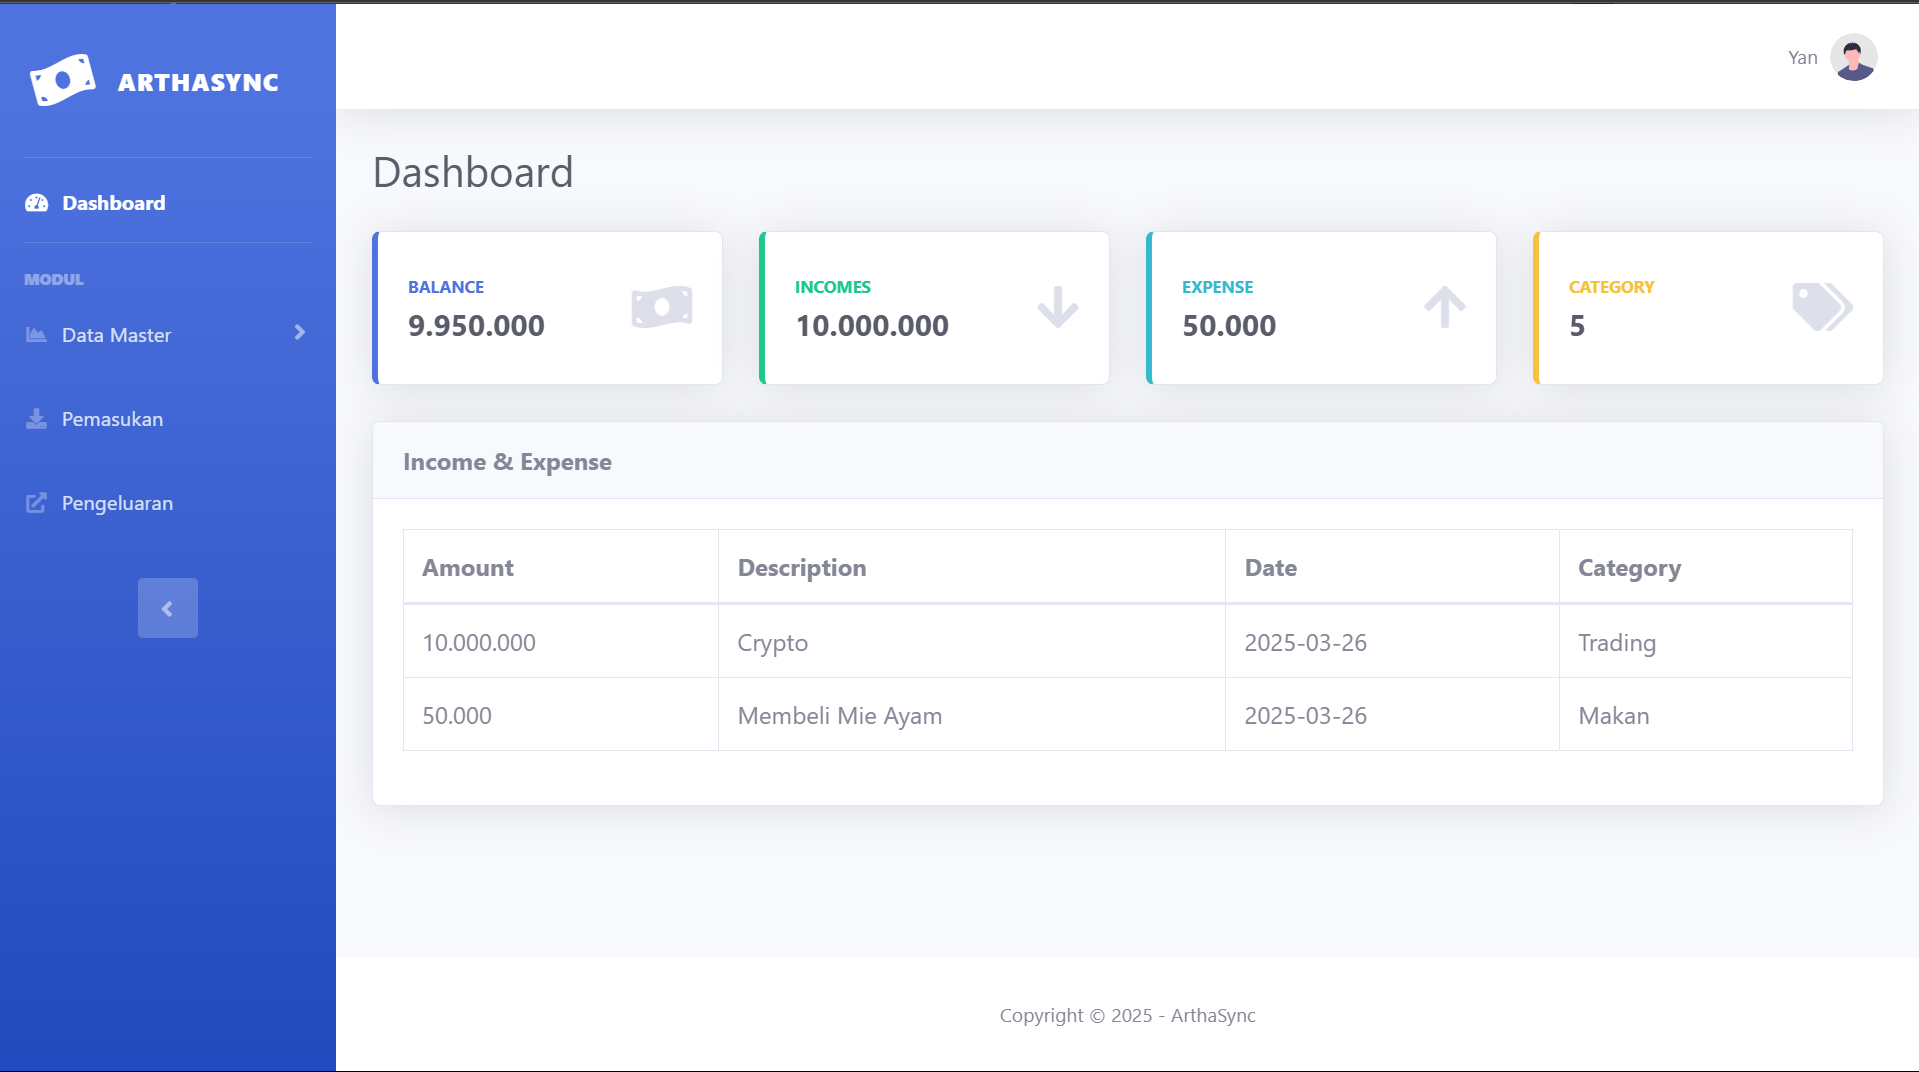 ARTHASYNC
Yan
Dashboard
MODUL
Data Master
Pemasukan
Pengeluaran
Dashboard
BALANCE
9.950.000
INCOMES
10.000.000
EXPENSE
50.000
CATEGORY
5
Income & Expense
Amount Description Date Category
10.000.000 Crypto 2025-03-26 Trading
50.000 Membeli Mie Ayam 2025-03-26 Makan
Copyright © 2025 - ArthaSync